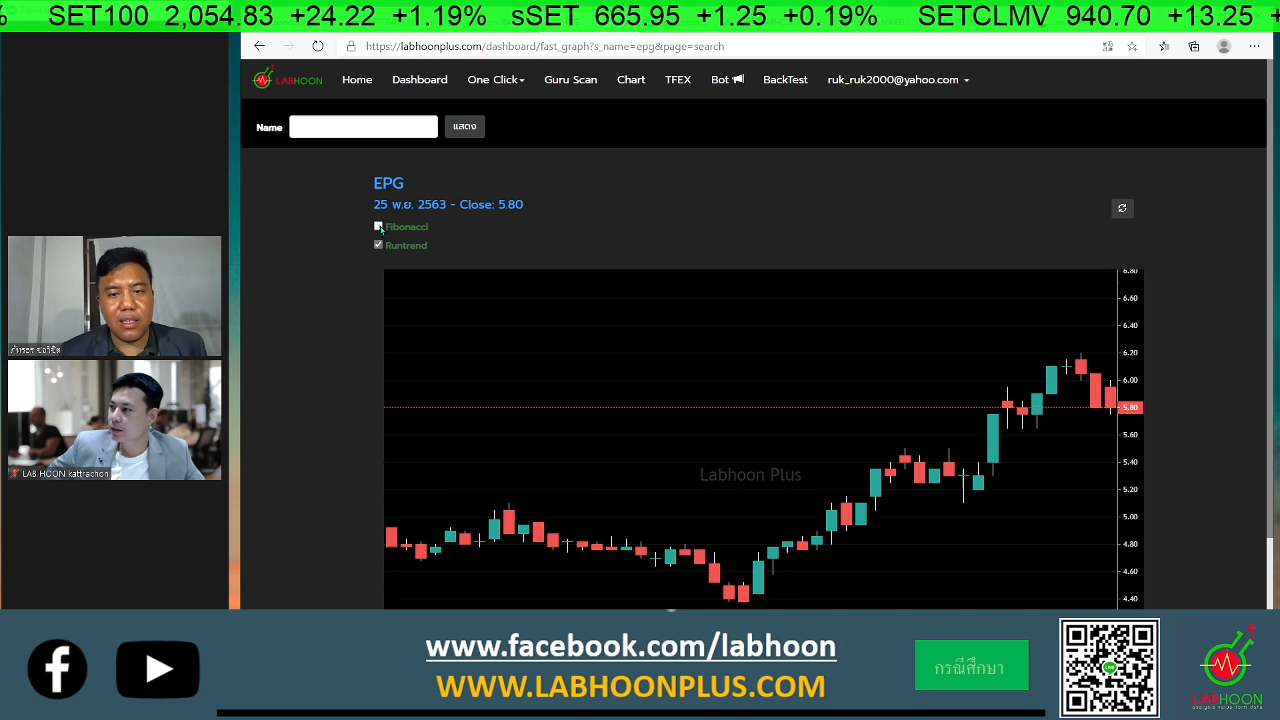 % SET100 2,054.83 +24.22 +1.19% sSET 665.95 +1.25 +0.19% SETCLMV 940.70 +13.25
https://labhoonplus.com/dashboard/fast_graph?s_name=epg&page=search
LABHOON Home Dashboard One Click Guru Scan Chart TFEX Bot BackTest ruk_ruk2000@yahoo.com
Name แสดง
EPG
25 พ.ย. 2563 - Close: 5.80
Fibonacci
Runtrend
6.80
6.60
6.40
6.20
6.00
5.80
5.60
5.40
5.20
5.00
4.80
4.60
4.40
Labhoon Plus
LAB HOON kattrachon
www.facebook.com/labhoon
WWW.LABHOONPLUS.COM
กรณีศึกษา
LINE
LABHOON
analysis value form data